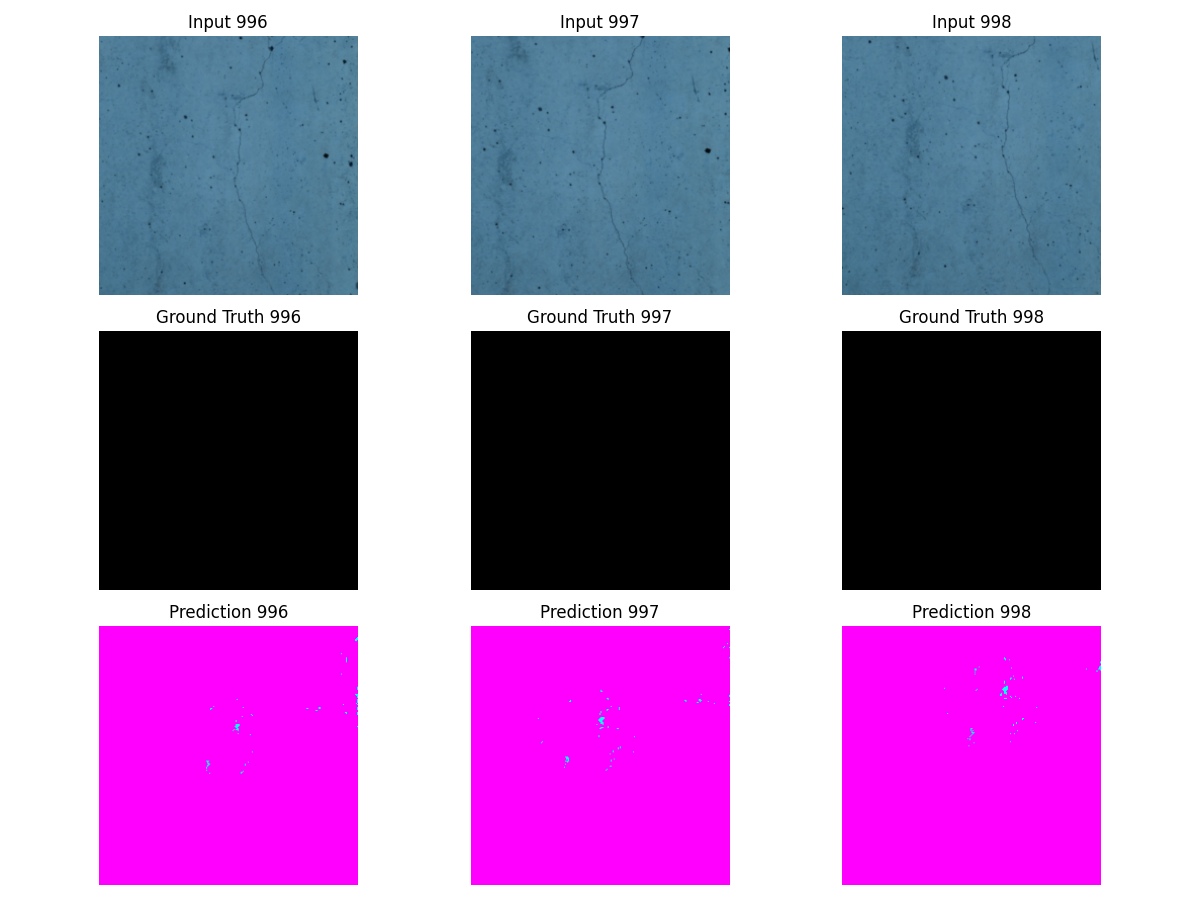 Input 996
Input 997
Input 998
Ground Truth 996
Ground Truth 997
Ground Truth 998
Prediction 996
Prediction 997
Prediction 998